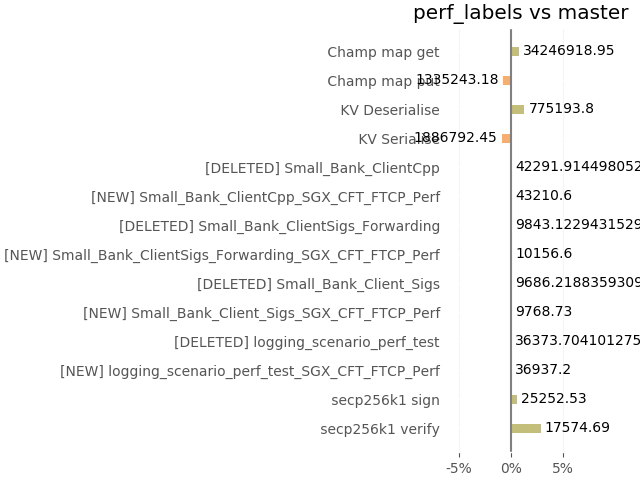 perf_labels vs master
Champ map get 34246918.95
Champ map put 1335243.18
KV Deserialise 775193.8
KV Serialise 1886792.45
[DELETED] Small_Bank_ClientCpp 42291.914498052
[NEW] Small_Bank_ClientCpp_SGX_CFT_FTCP_Perf 43210.6
[DELETED] Small_Bank_ClientSigs_Forwarding 9843.1229431529
[NEW] Small_Bank_ClientSigs_Forwarding_SGX_CFT_FTCP_Perf 10156.6
[DELETED] Small_Bank_Client_Sigs 9686.2188359309
[NEW] Small_Bank_Client_Sigs_SGX_CFT_FTCP_Perf 9768.73
[DELETED] logging_scenario_perf_test 36373.704101275
[NEW] logging_scenario_perf_test_SGX_CFT_FTCP_Perf 36937.2
secp256k1 sign 25252.53
secp256k1 verify 17574.69
-5% 0% 5%